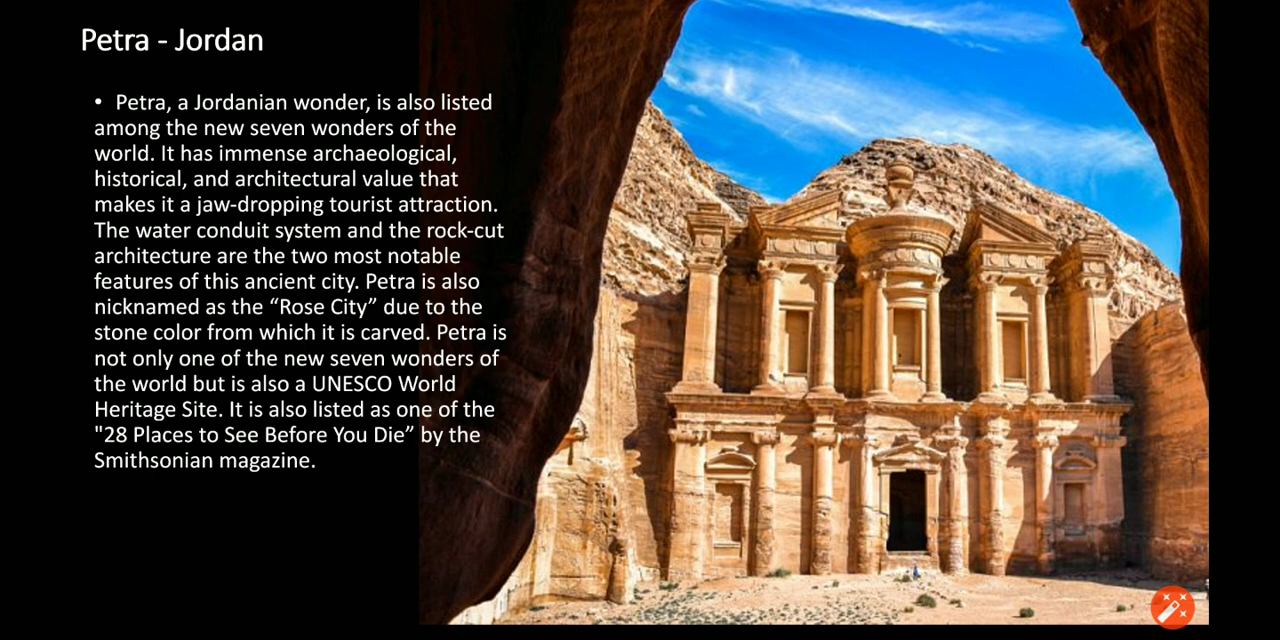 Petra - Jordan
• Petra, a Jordanian wonder, is also listed
among the new seven wonders of the
world. It has immense archaeological,
historical, and architectural value that
makes it a jaw-dropping tourist attraction.
The water conduit system and the rock-cut
architecture are the two most notable
features of this ancient city. Petra is also
nicknamed as the “Rose City” due to the
stone color from which it is carved. Petra is
not only one of the new seven wonders of
the world but is also a UNESCO World
Heritage Site. It is also listed as one of the
"28 Places to See Before You Die” by the
Smithsonian magazine.